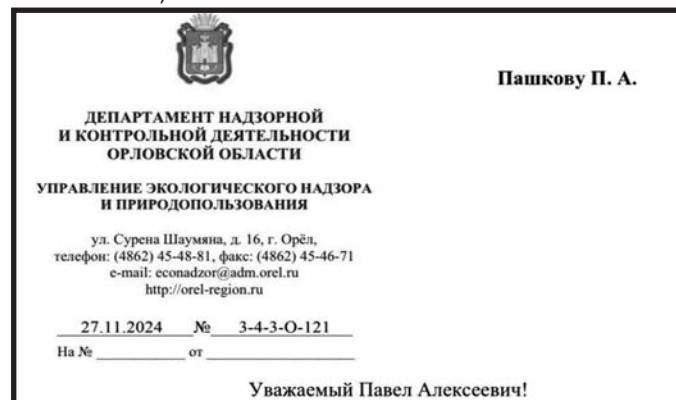 Пашкову П. А.
ДЕПАРТАМЕНТ НАДЗОРНОЙ
И КОНТРОЛЬНОЙ ДЕЯТЕЛЬНОСТИ
ОРЛОВСКОЙ ОБЛАСТИ
УПРАВЛЕНИЕ ЭКОЛОГИЧЕСКОГО НАДЗОРА
И ПРИРОДОПОЛЬЗОВАНИЯ
ул. Сурена Шаумяна, д. 16, г. Орёл,
телефон: (4862) 45-48-81, факс: (4862) 45-46-71
e-mail: econadzor@adm.orel.ru
http://orel-region.ru
27.11.2024 № 3-4-3-О-121
На № ____________ от ____________________
Уважаемый Павел Алексеевич!